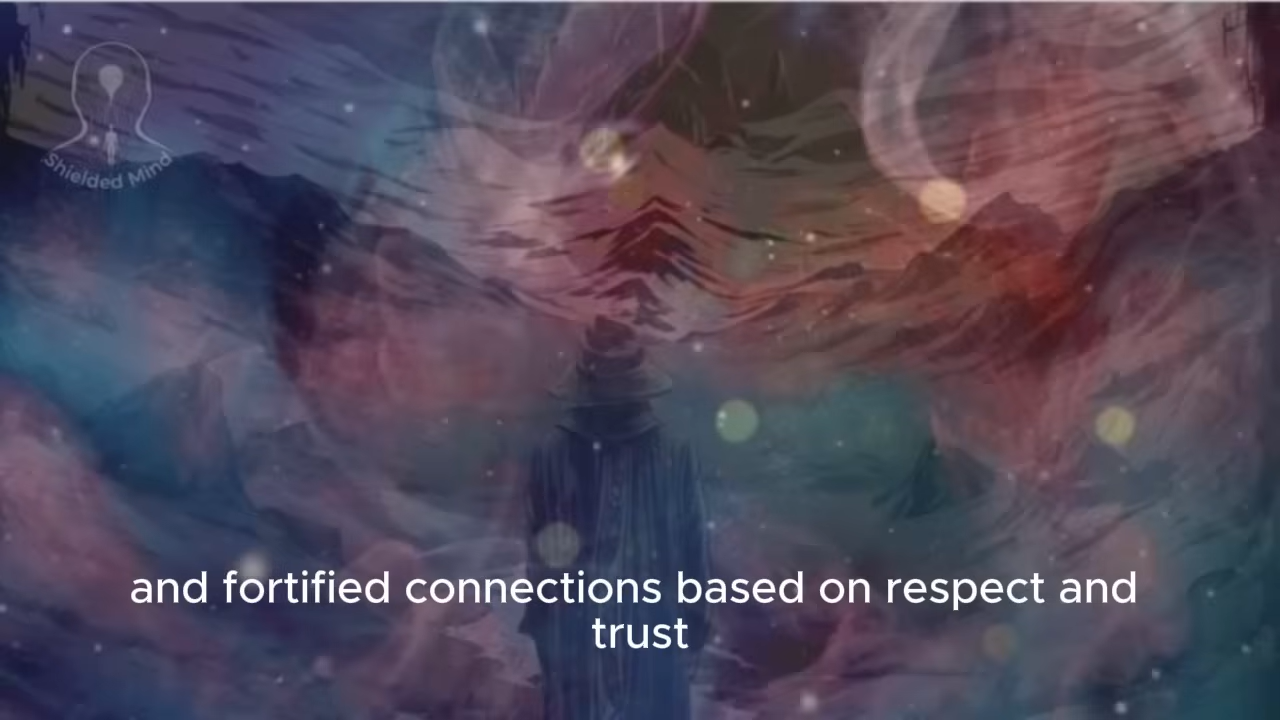 Shielded Mind
and fortified connections based on respect and
trust